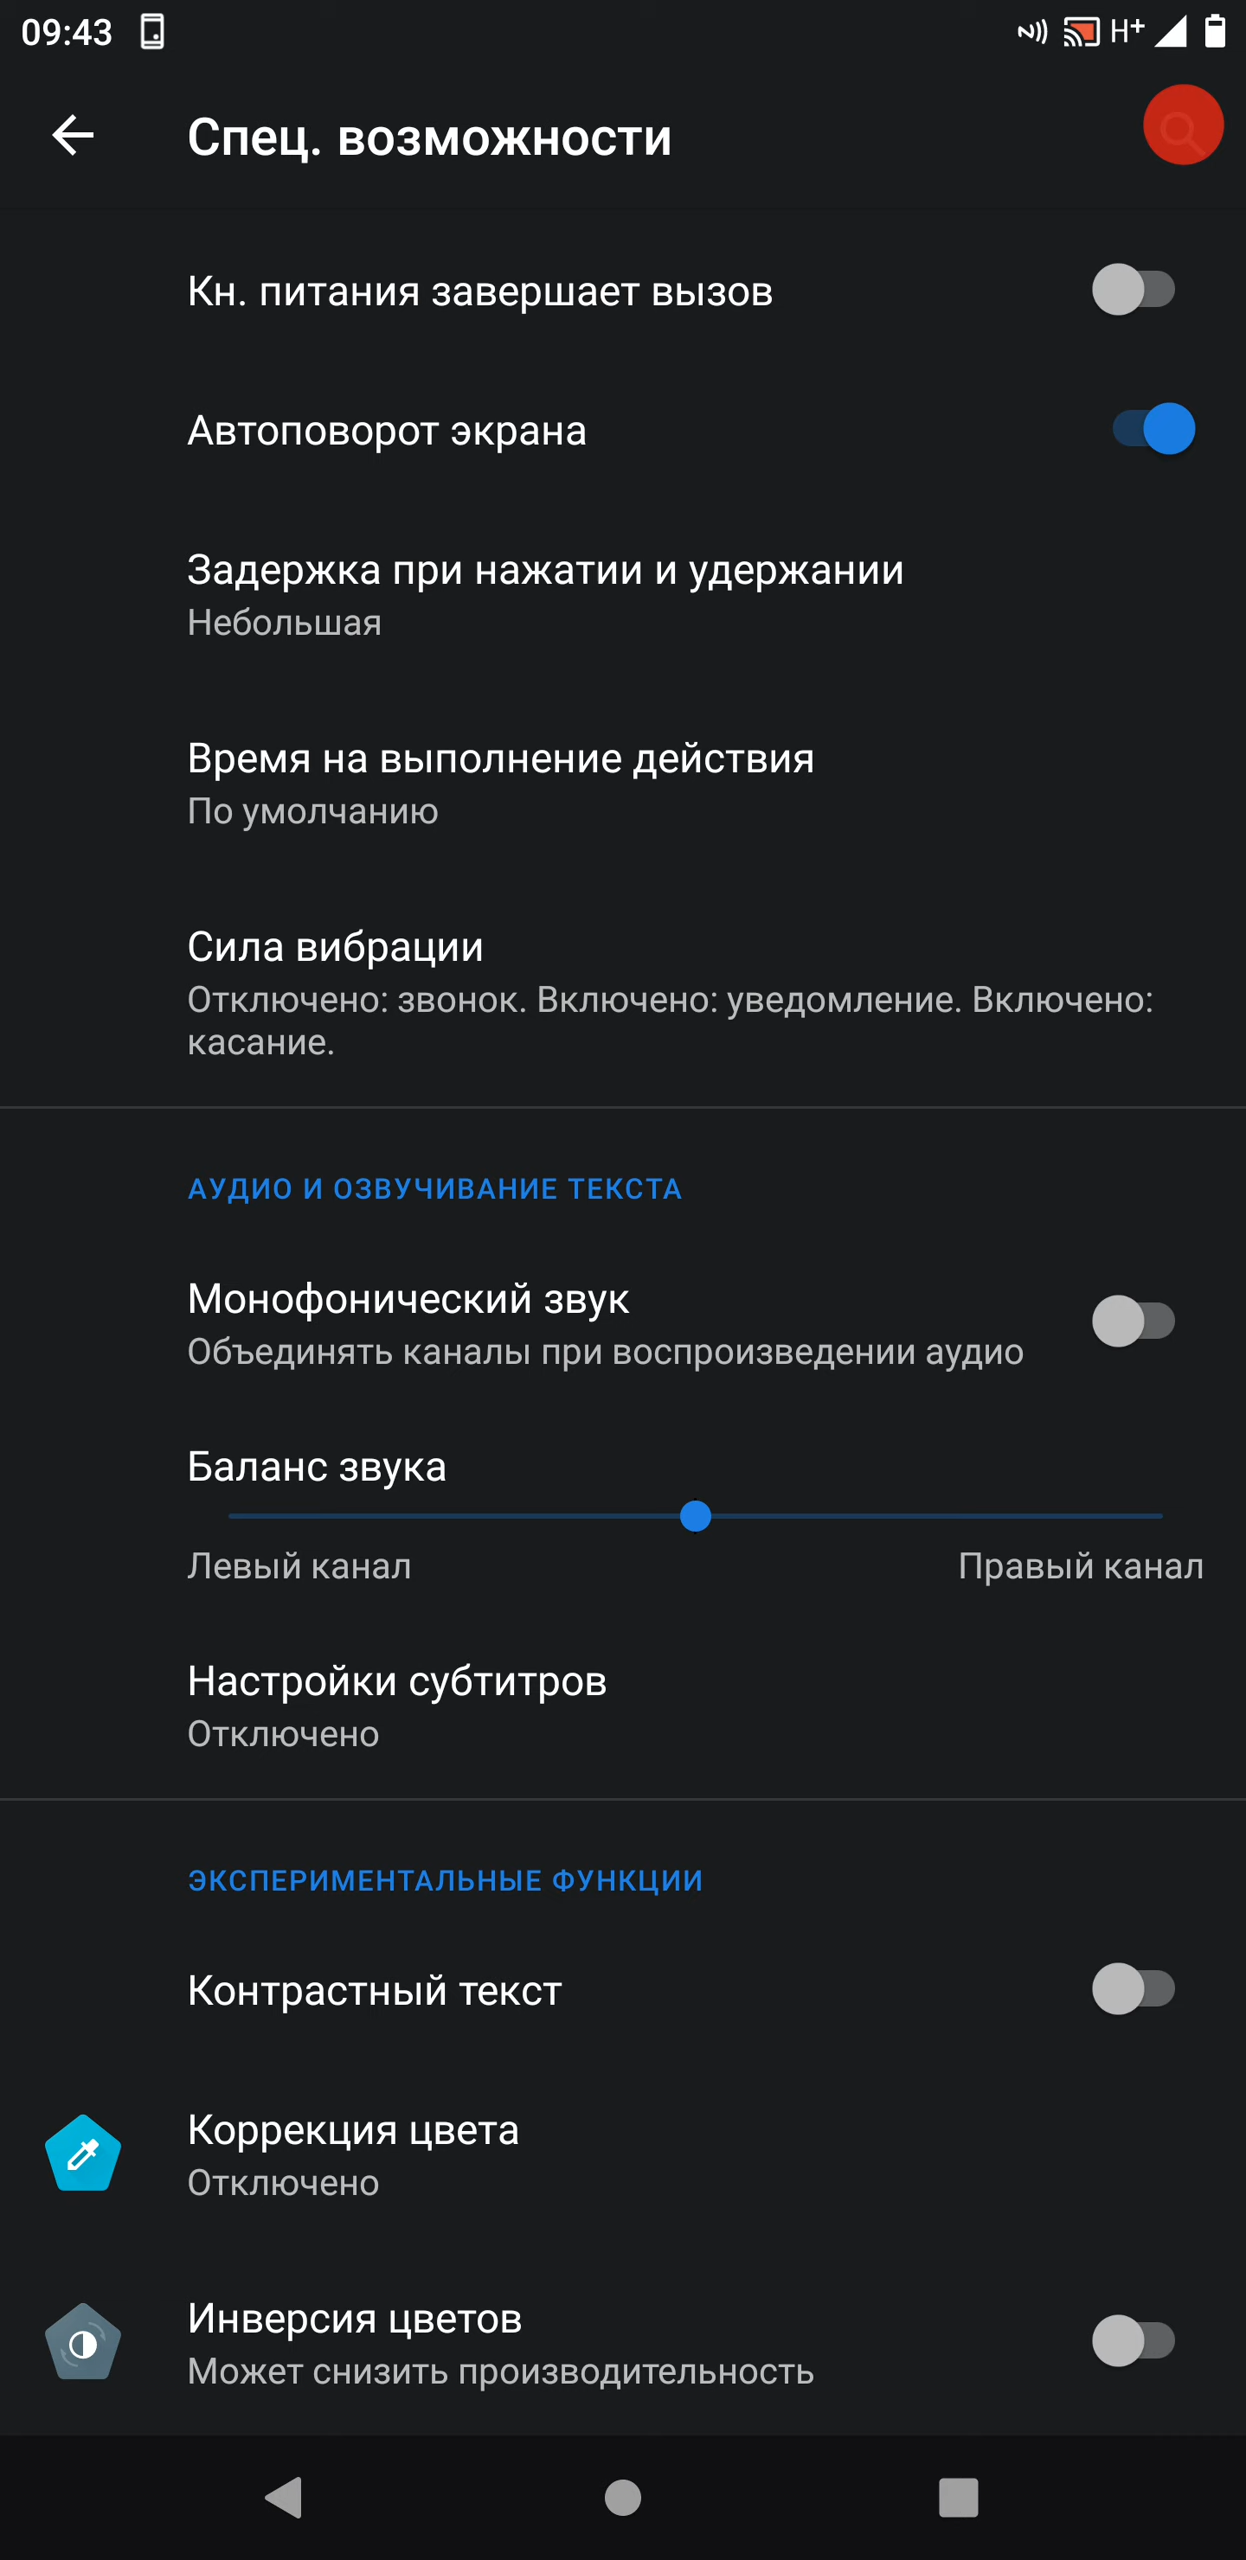 09:43
H+
Спец. возможности
Кн. питания завершает вызов
Автоповорот экрана
Задержка при нажатии и удержании
Небольшая
Время на выполнение действия
По умолчанию
Сила вибрации
Отключено: звонок. Включено: уведомление. Включено:
касание.
АУДИО И ОЗВУЧИВАНИЕ ТЕКСТА
Монофонический звук
Объединять каналы при воспроизведении аудио
Баланс звука
Левый канал Правый канал
Настройки субтитров
Отключено
ЭКСПЕРИМЕНТАЛЬНЫЕ ФУНКЦИИ
Контрастный текст
Коррекция цвета
Отключено
Инверсия цветов
Может снизить производительность